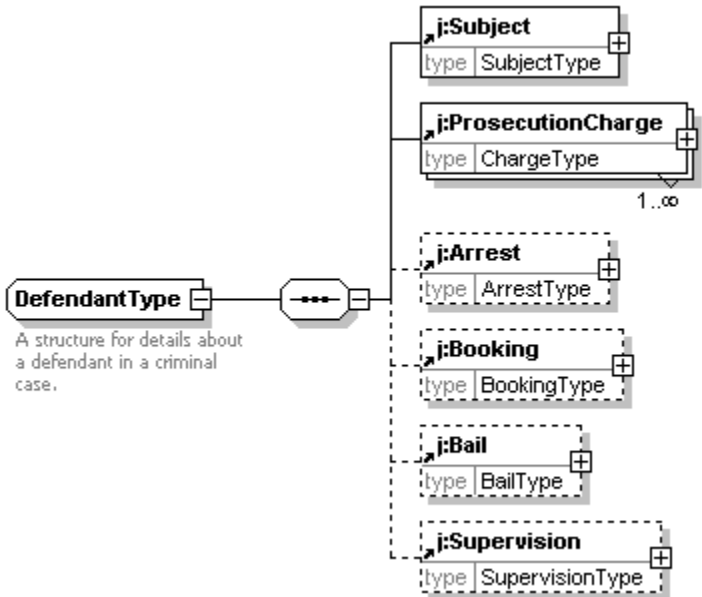 j:Subject
type SubjectType
j:ProsecutionCharge
type ChargeType
1..∞
j:Arrest
type ArrestType
DefendantType
A structure for details about
a defendant in a criminal
case.
j:Booking
type BookingType
j:Bail
type BailType
j:Supervision
type SupervisionType